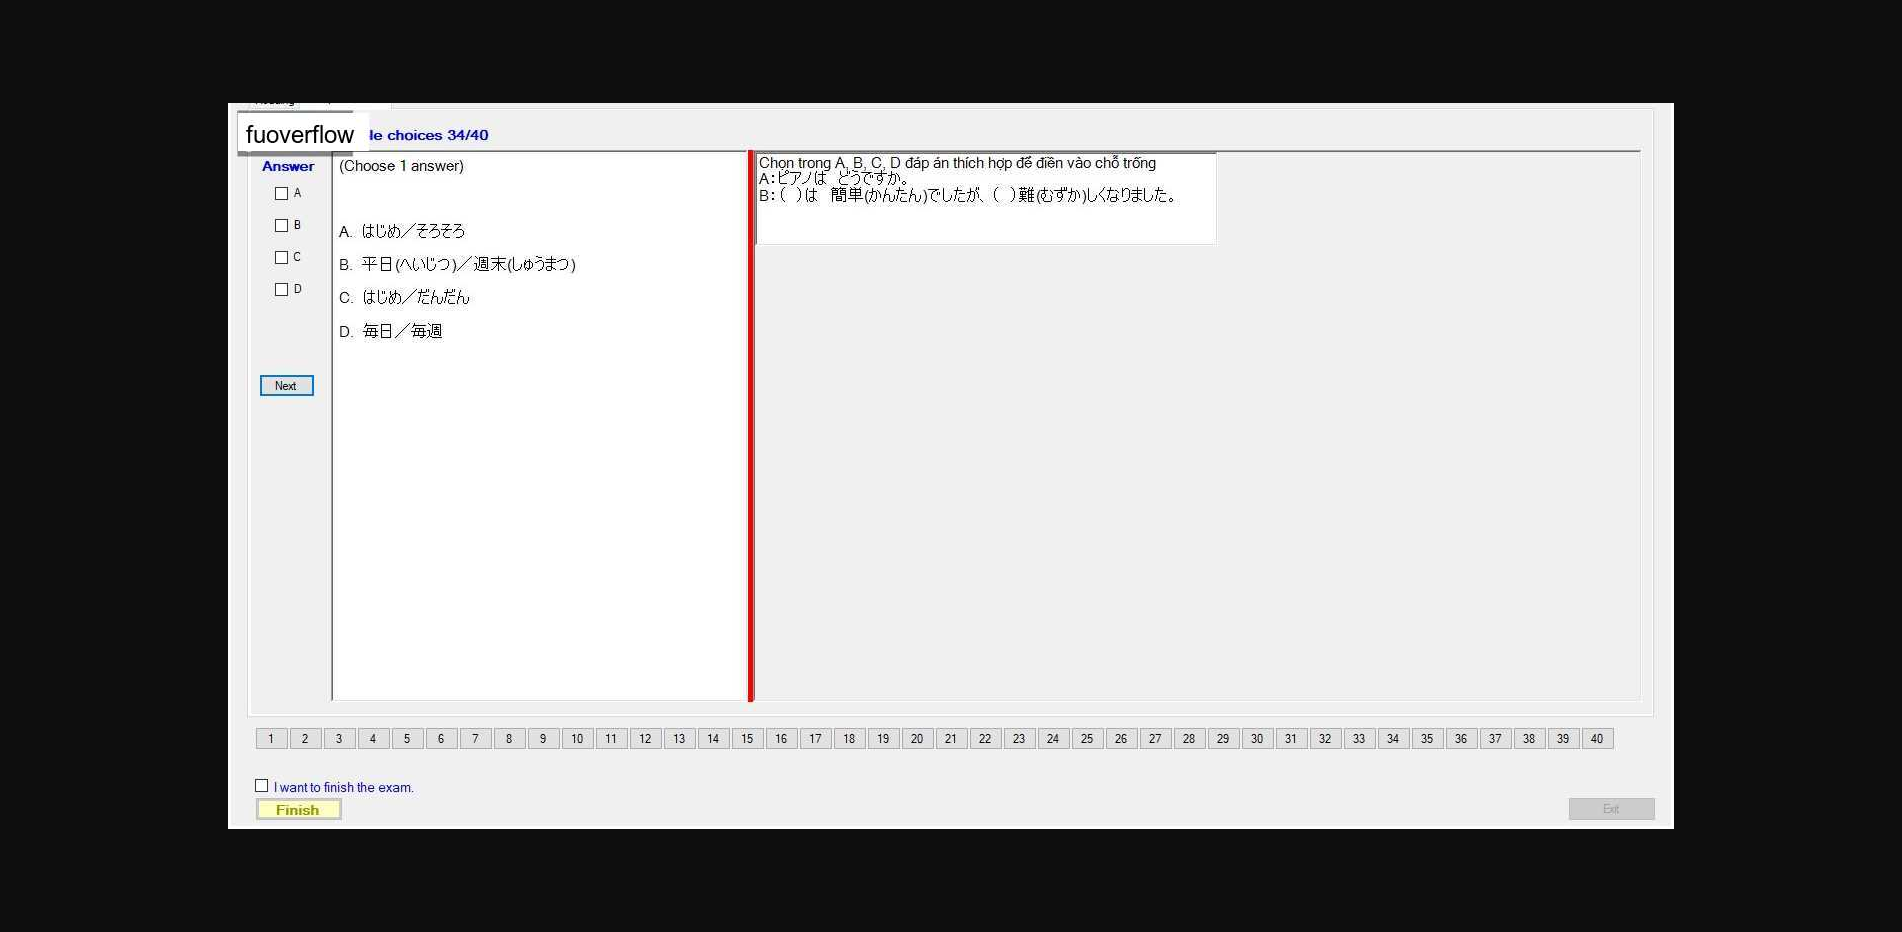 fuoverflow
le choices 34/40
Answer
(Choose 1 answer)
A
B
C
D
A. はじめ／そろそろ
B. 平日(へいじつ)／週末(しゅうまつ)
C. はじめ／だんだん
D. 毎日／毎週
Next
Chọn trong A, B, C, D đáp án thích hợp để điền vào chỗ trống
A：ピアノは　どうですか。
B：（　）は　簡単(かんたん)でしたが、（　）難(むずか)しくなりました。
1 2 3 4 5 6 7 8 9 10 11 12 13 14 15 16 17 18 19 20 21 22 23 24 25 26 27 28 29 30 31 32 33 34 35 36 37 38 39 40
I want to finish the exam.
Finish
Exit